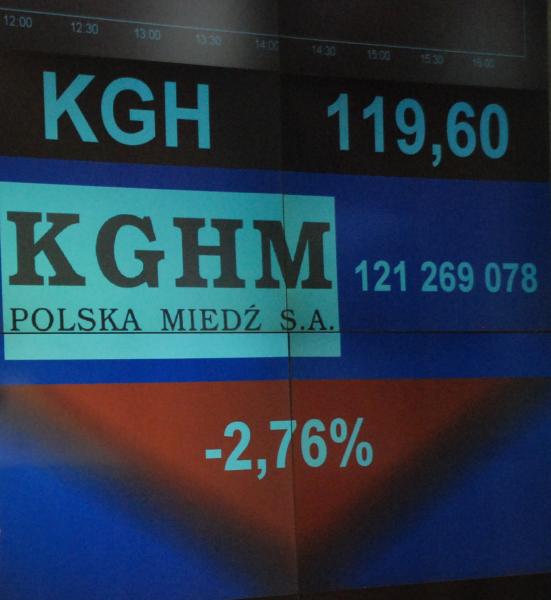 12:00 12:30 13:00 13:30 14:00 14:30 15:00 15:30 16:00
KGH 119,60
KGHM
121 269 078
POLSKA MIEDŹ S.A.
-2,76%